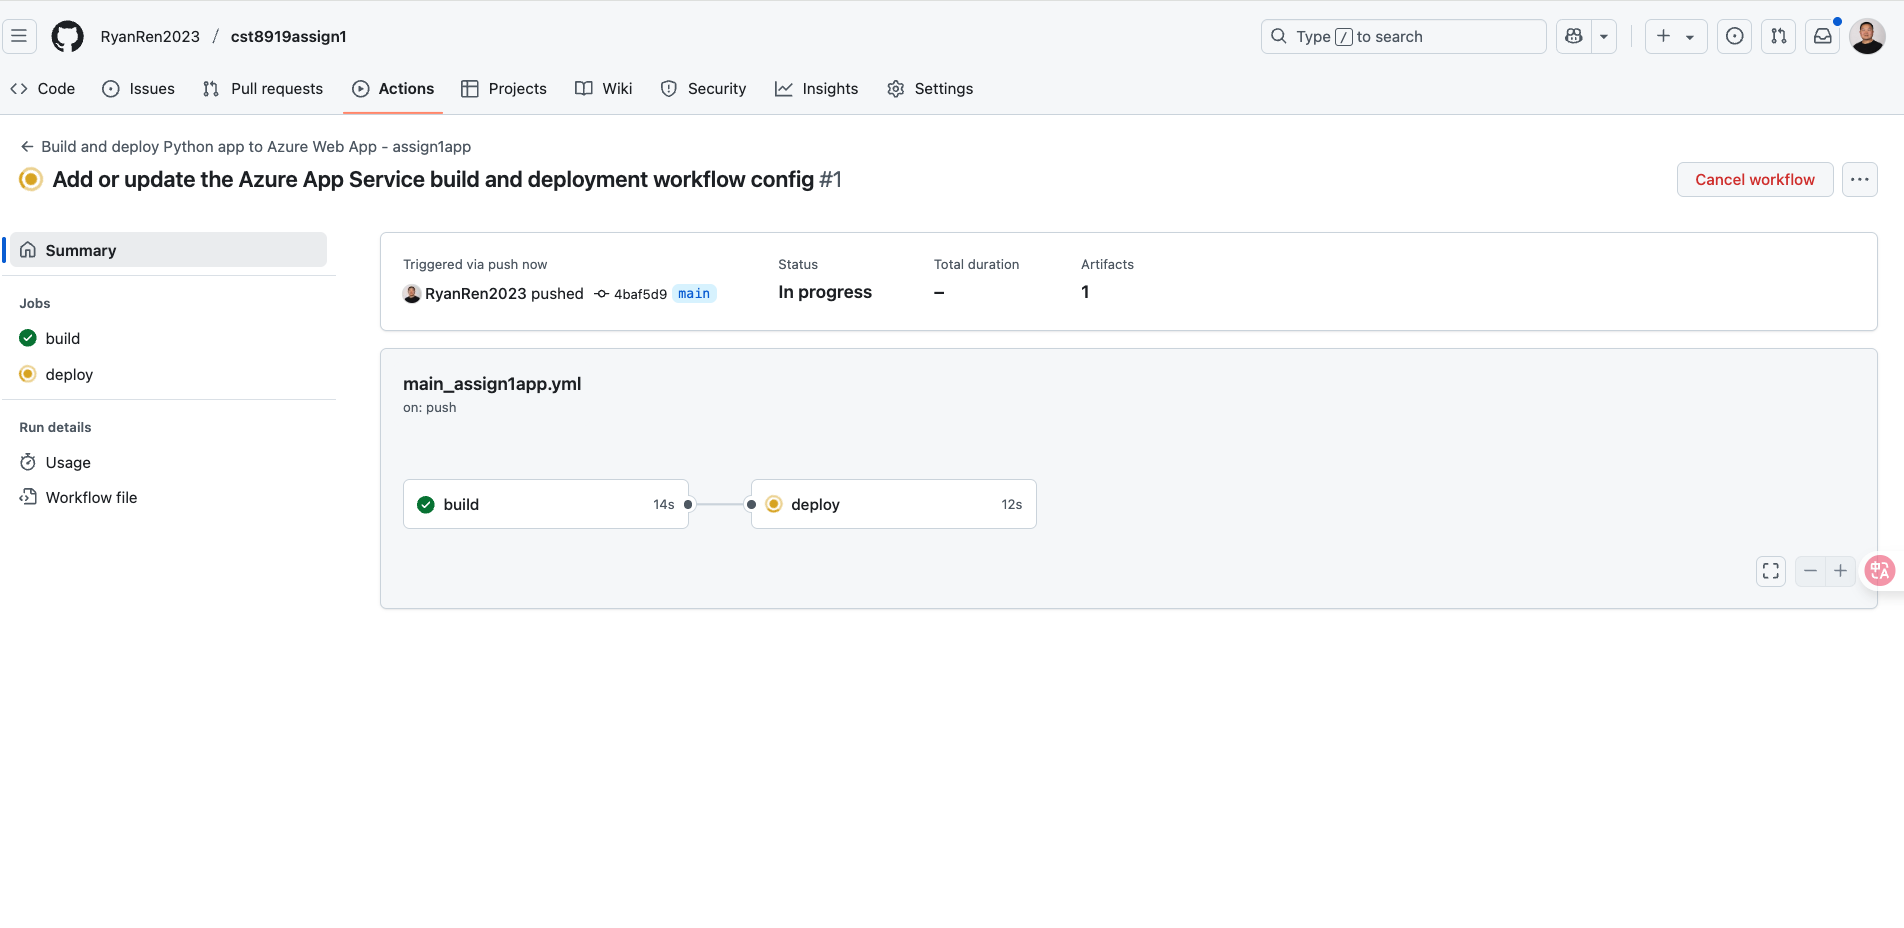 RyanRen2023 / cst8919assign1
Type / to search
Code Issues Pull requests Actions Projects Wiki Security Insights Settings
Build and deploy Python app to Azure Web App - assign1app
Add or update the Azure App Service build and deployment workflow config #1
Cancel workflow
Summary
Jobs
build
deploy
Run details
Usage
Workflow file
Triggered via push now
RyanRen2023 pushed 4baf5d9 main
Status
In progress
Total duration
–
Artifacts
1
main_assign1app.yml
on: push
build 14s
deploy 12s
中A